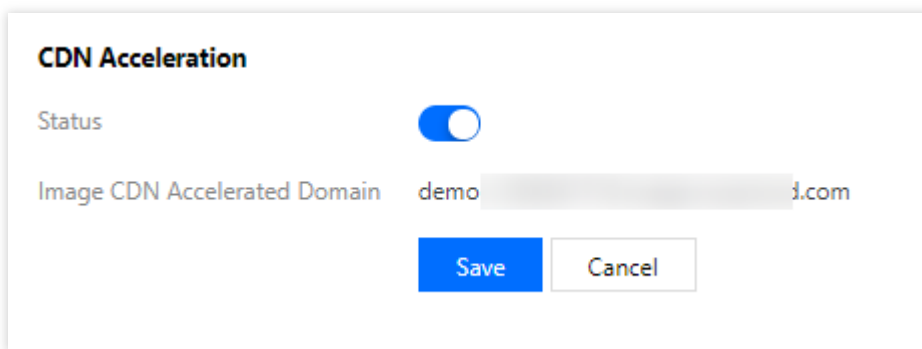 CDN Acceleration
Status
Image CDN Accelerated Domain demo d.com
Save Cancel